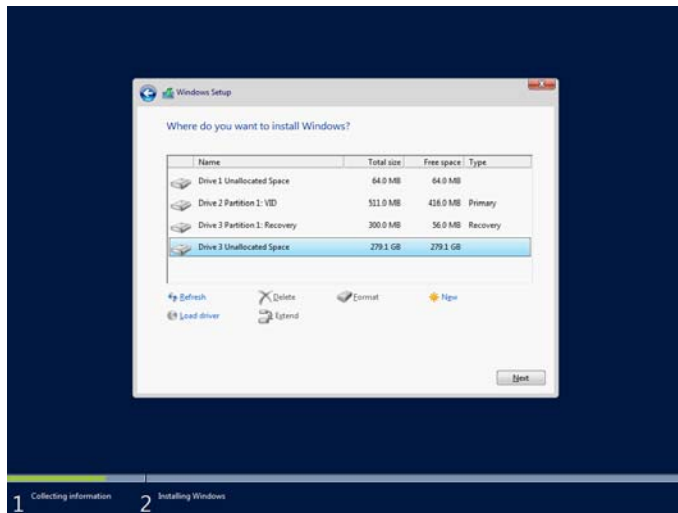 Windows Setup
Where do you want to install Windows?
Name Total size Free space Type
Drive 1 Unallocated Space 64.0 MB 64.0 MB
Drive 2 Partition 1: VID 511.0 MB 416.0 MB Primary
Drive 3 Partition 1: Recovery 300.0 MB 56.0 MB Recovery
Drive 3 Unallocated Space 279.1 GB 279.1 GB
Refresh Delete Format New
Load driver Extend
Next
1 Collecting information 2 Installing Windows